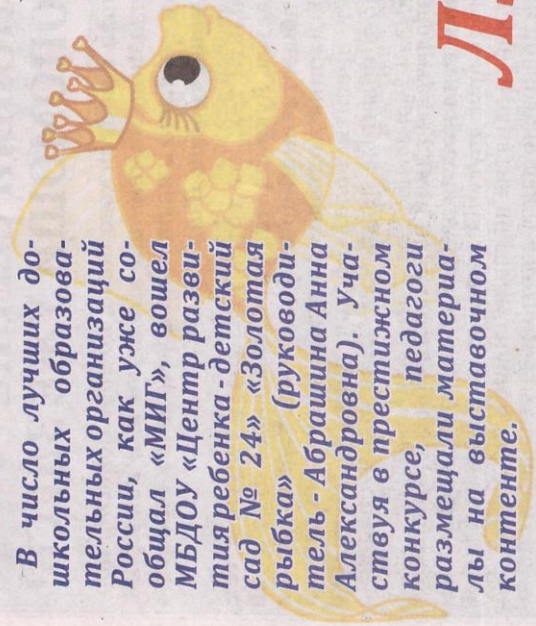 В число лучших до-
школьных образова-
тельных организаций
России, как уже со-
общал «МИГ», вошел
МБДОУ «Центр разви-
тия ребенка - детский
сад № 24» «Золотая
рыбка» (руководи-
тель - Абрашина Анна
Александровна). Уча-
ствуя в престижном
конкурсе, педагоги
размещали материа-
лы на выставочном
контенте.